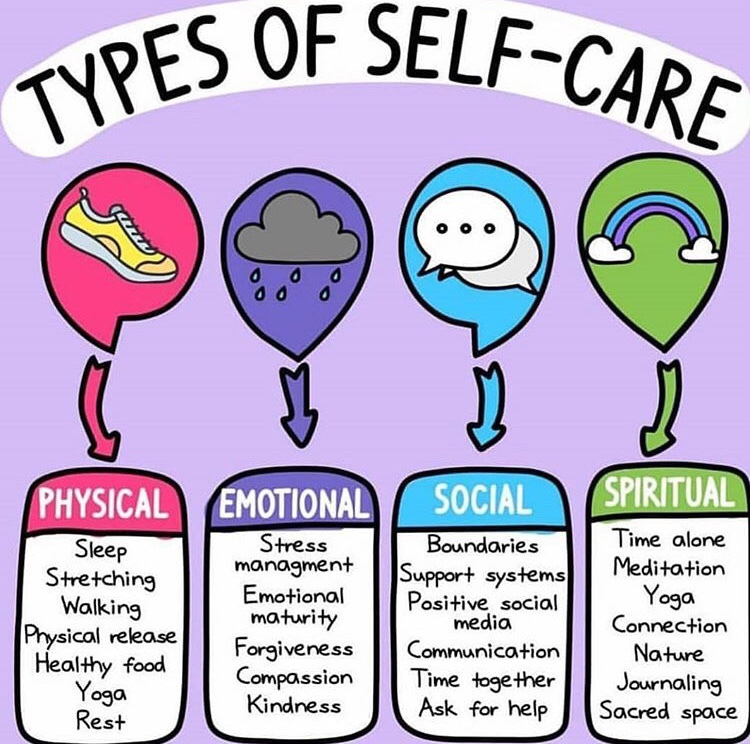 TYPES OF SELF-CARE
PHYSICAL
Sleep
Stretching
Walking
Physical release
Healthy food
Yoga
Rest
EMOTIONAL
Stress
managment
Emotional
maturity
Forgiveness
Compassion
Kindness
SOCIAL
Boundaries
Support systems
Positive social
media
Communication
Time together
Ask for help
SPIRITUAL
Time alone
Meditation
Yoga
Connection
Nature
Journaling
Sacred space